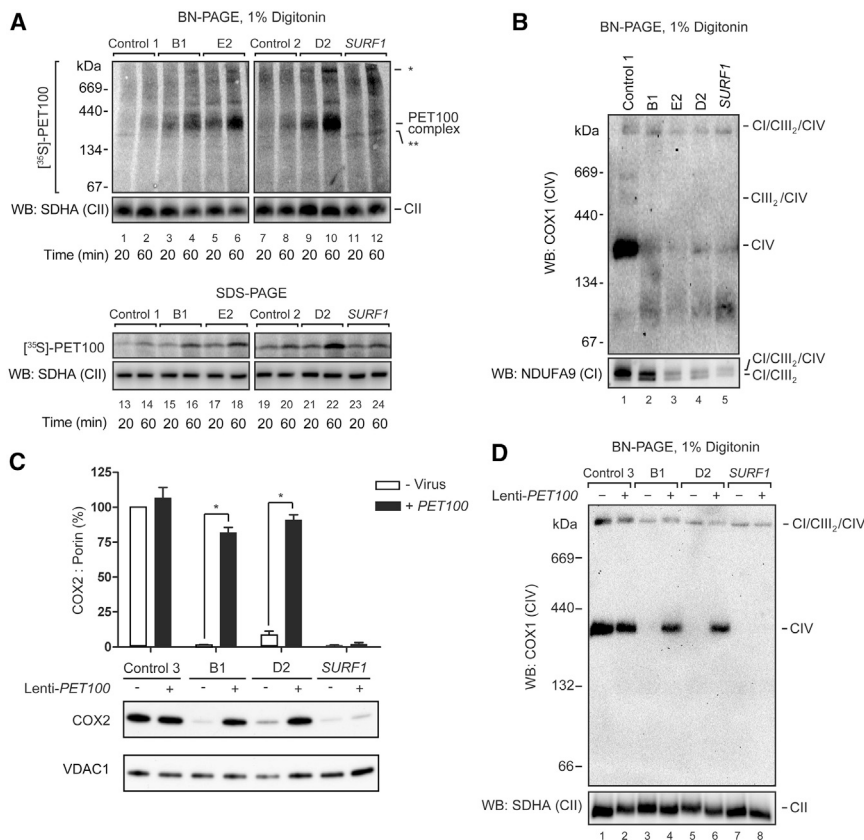 A
BN-PAGE, 1% Digitonin
Control 1 B1 E2 Control 2 D2 SURF1
kDa
669-
440-
134-
67-
[³⁵S]-PET100
*
PET100
complex
**
WB: SDHA (CII)
CII
1 2 3 4 5 6 7 8 9 10 11 12
Time (min) 20 60 20 60 20 60 20 60 20 60 20 60
SDS-PAGE
Control 1 B1 E2 Control 2 D2 SURF1
[³⁵S]-PET100
WB: SDHA (CII)
13 14 15 16 17 18 19 20 21 22 23 24
Time (min) 20 60 20 60 20 60 20 60 20 60 20 60
B
BN-PAGE, 1% Digitonin
Control 1 B1 E2 D2 SURF1
kDa
669-
440-
134-
67-
WB: COX1 (CIV)
CI/CIII₂/CIV
CIII₂/CIV
CIV
WB: NDUFA9 (CI)
CI/CIII₂/CIV
CI/CIII₂
1 2 3 4 5
C
COX2 : Porin (%)
125
100
75
50
25
0
* *
- Virus
+ PET100
Control 3 B1 D2 SURF1
Lenti-PET100 - + - + - + - +
COX2
VDAC1
D
BN-PAGE, 1% Digitonin
Control 3 B1 D2 SURF1
Lenti-PET100 – + – + – + – +
kDa
669–
440–
132–
66–
WB: COX1 (CIV)
CI/CIII₂/CIV
CIV
WB: SDHA (CII)
CII
1 2 3 4 5 6 7 8